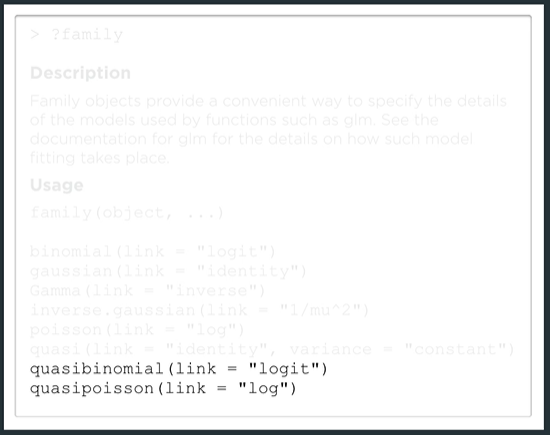 > ?family
Description
Family objects provide a convenient way to specify the details
of the models used by functions such as glm. See the
documentation for glm for the details on how such model
fitting takes place.
Usage
family(object, ...)
binomial(link = "logit")
gaussian(link = "identity")
Gamma(link = "inverse")
inverse.gaussian(link = "1/mu^2")
poisson(link = "log")
quasi(link = "identity", variance = "constant")
quasibinomial(link = "logit")
quasipoisson(link = "log")